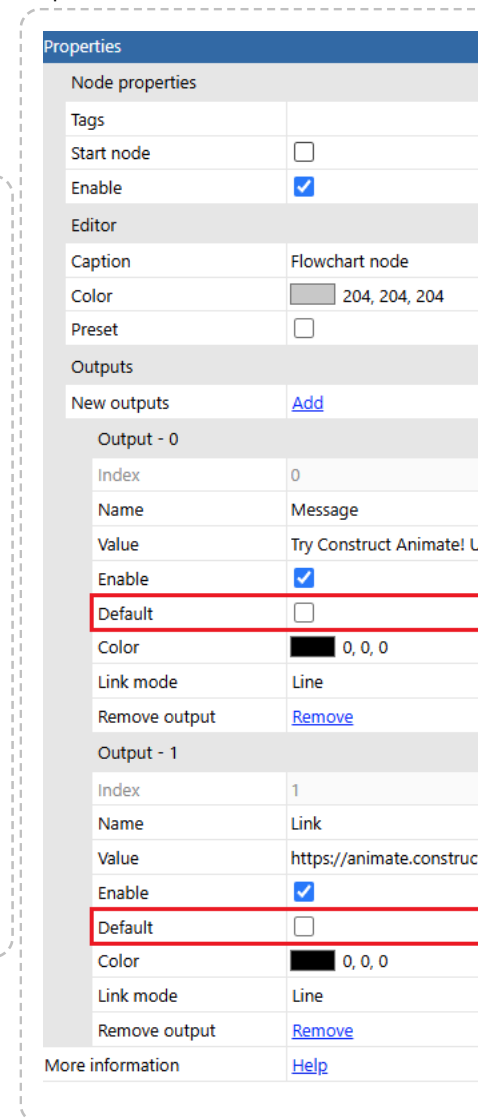 Properties
Node properties
Tags
Start node
Enable
Editor
Caption Flowchart node
Color 204, 204, 204
Preset
Outputs
New outputs Add
Output - 0
Index 0
Name Message
Value Try Construct Animate! U
Enable
Default
Color 0, 0, 0
Link mode Line
Remove output Remove
Output - 1
Index 1
Name Link
Value https://animate.construc
Enable
Default
Color 0, 0, 0
Link mode Line
Remove output Remove
More information Help